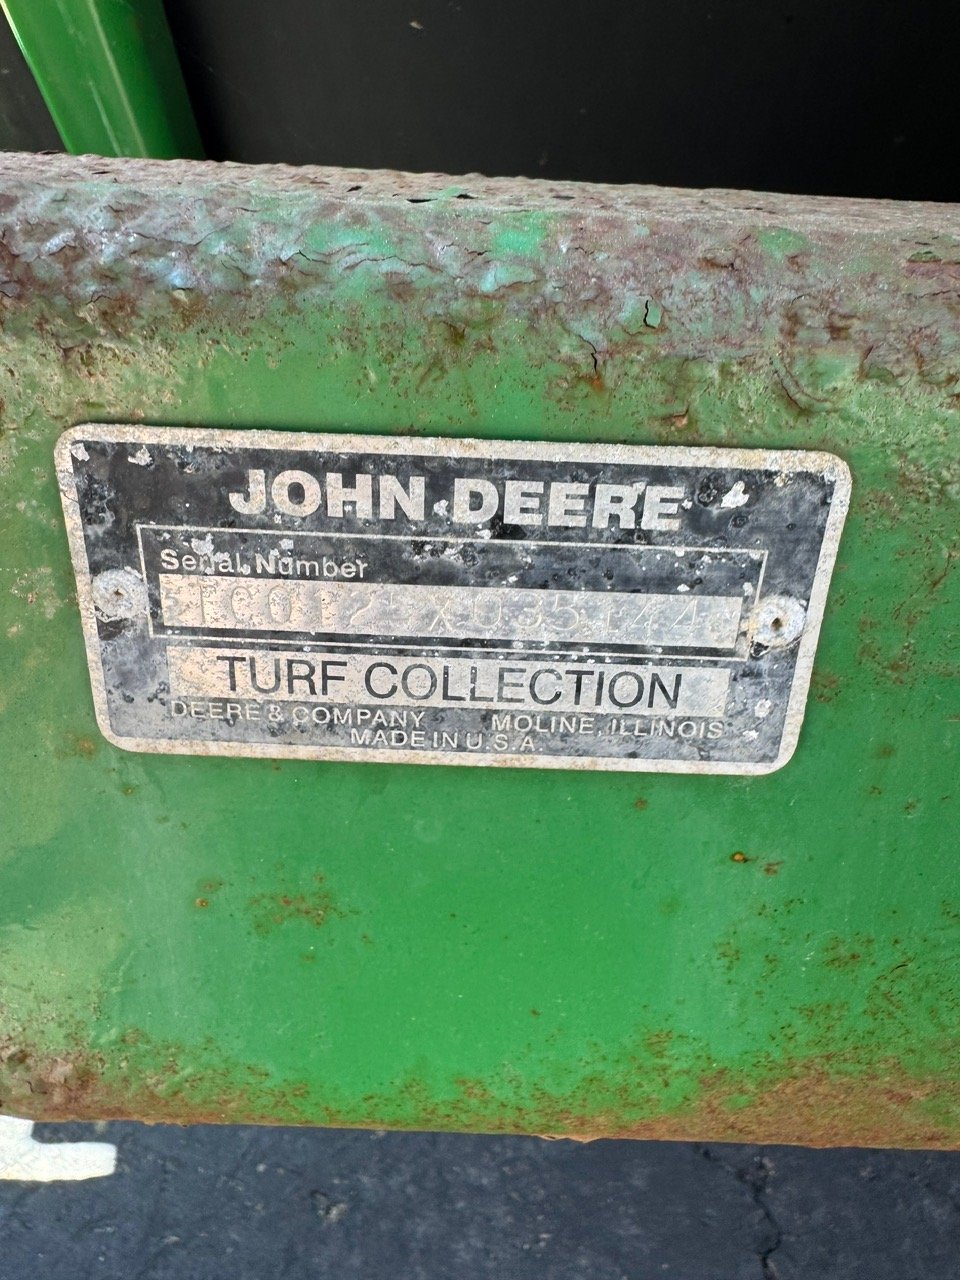 JOHN DEERE
Serial Number
TURF COLLECTION
DEERE & COMPANY MOLINE, ILLINOIS
MADE IN U.S.A.